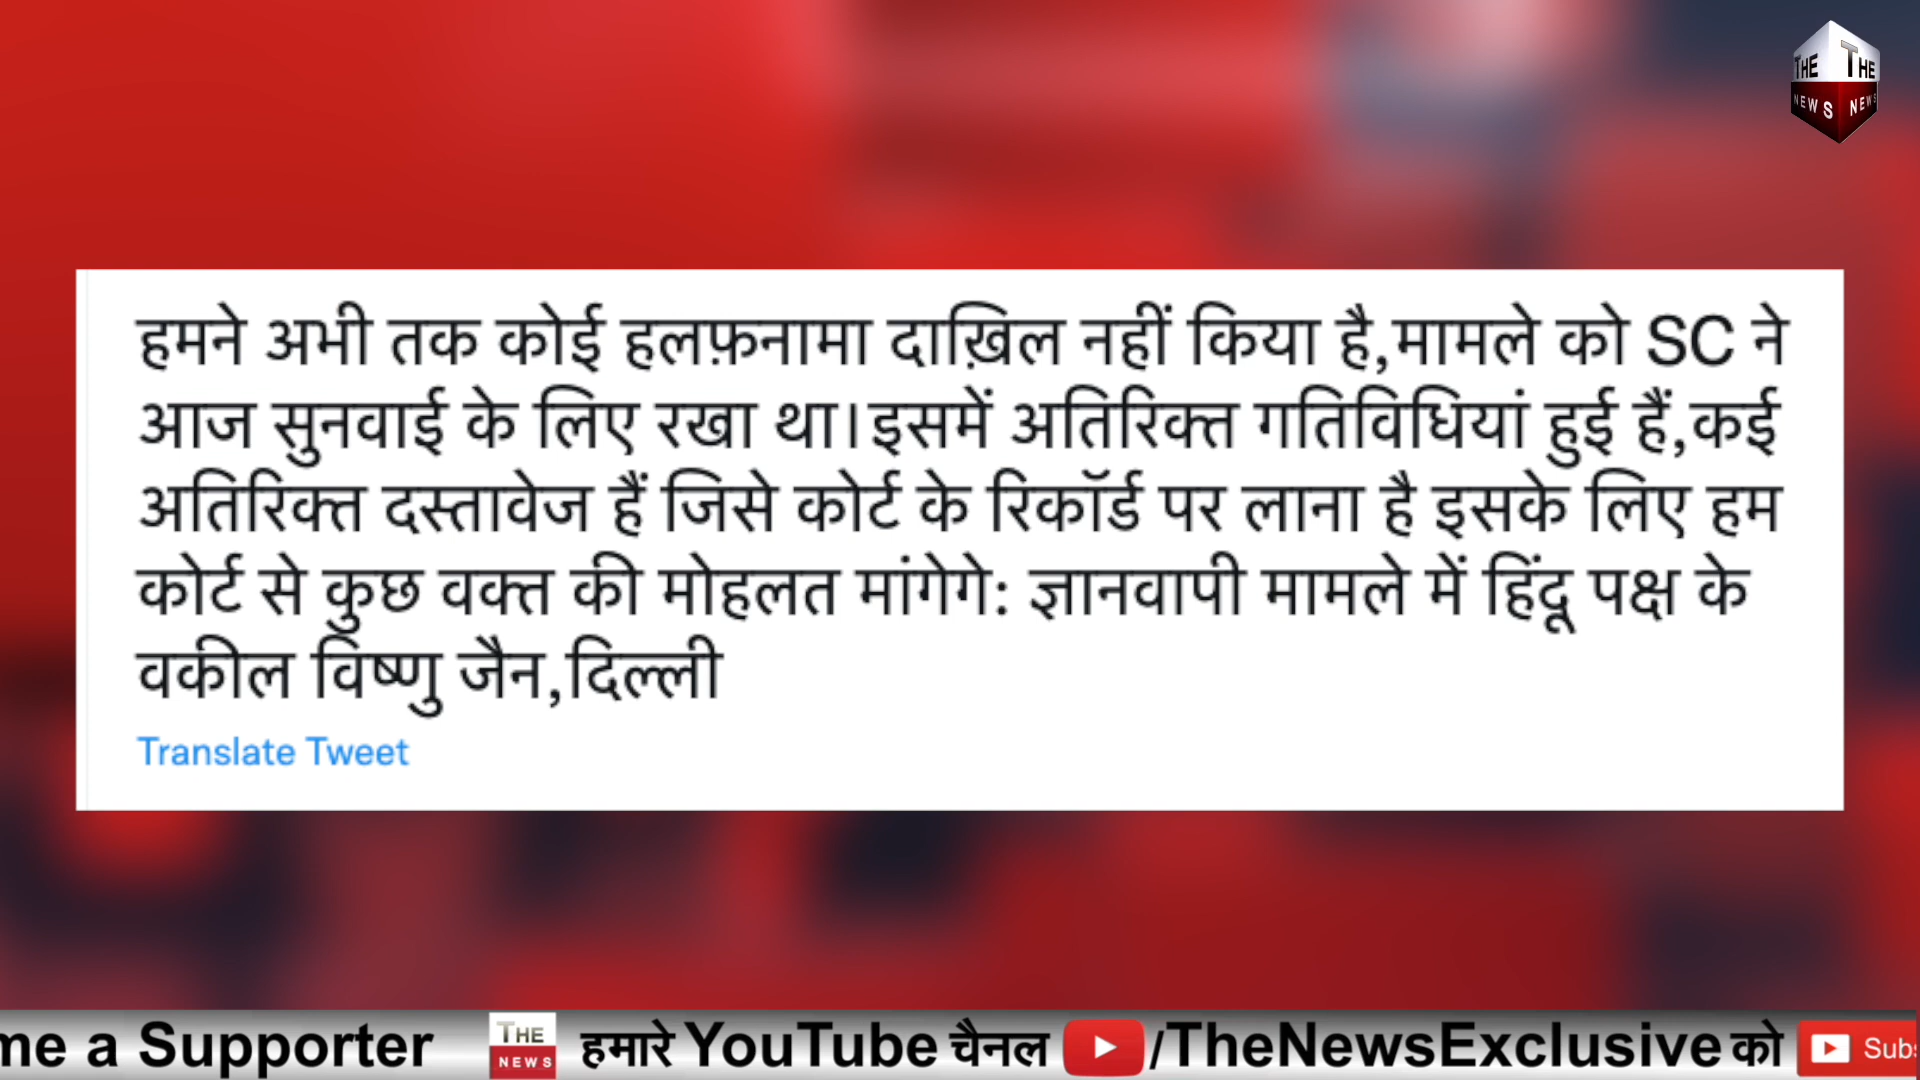 THE THE
NEWS NEWS
हमने अभी तक कोई हलफ़नामा दाख़िल नहीं किया है,मामले को SC ने
आज सुनवाई के लिए रखा था।इसमें अतिरिक्त गतिविधियां हुई हैं,कई
अतिरिक्त दस्तावेज हैं जिसे कोर्ट के रिकॉर्ड पर लाना है इसके लिए हम
कोर्ट से कुछ वक्त की मोहलत मांगेगे: ज्ञानवापी मामले में हिंदू पक्ष के
वकील विष्णु जैन,दिल्ली
Translate Tweet
me a Supporter THE NEWS हमारे YouTube चैनल /TheNewsExclusive को Subs